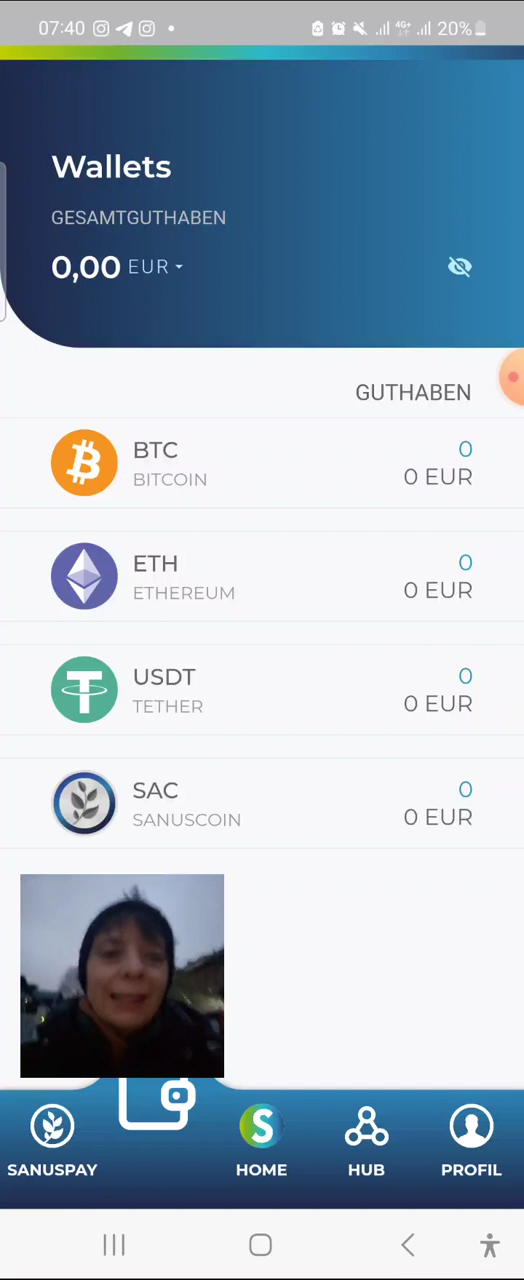 07:40 4G+ 20%
Wallets
GESAMTGUTHABEN
0,00 EUR
GUTHABEN
BTC 0
BITCOIN 0 EUR
ETH 0
ETHEREUM 0 EUR
USDT 0
TETHER 0 EUR
SAC 0
SANUSCOIN 0 EUR
SANUSPAY HOME HUB PROFIL